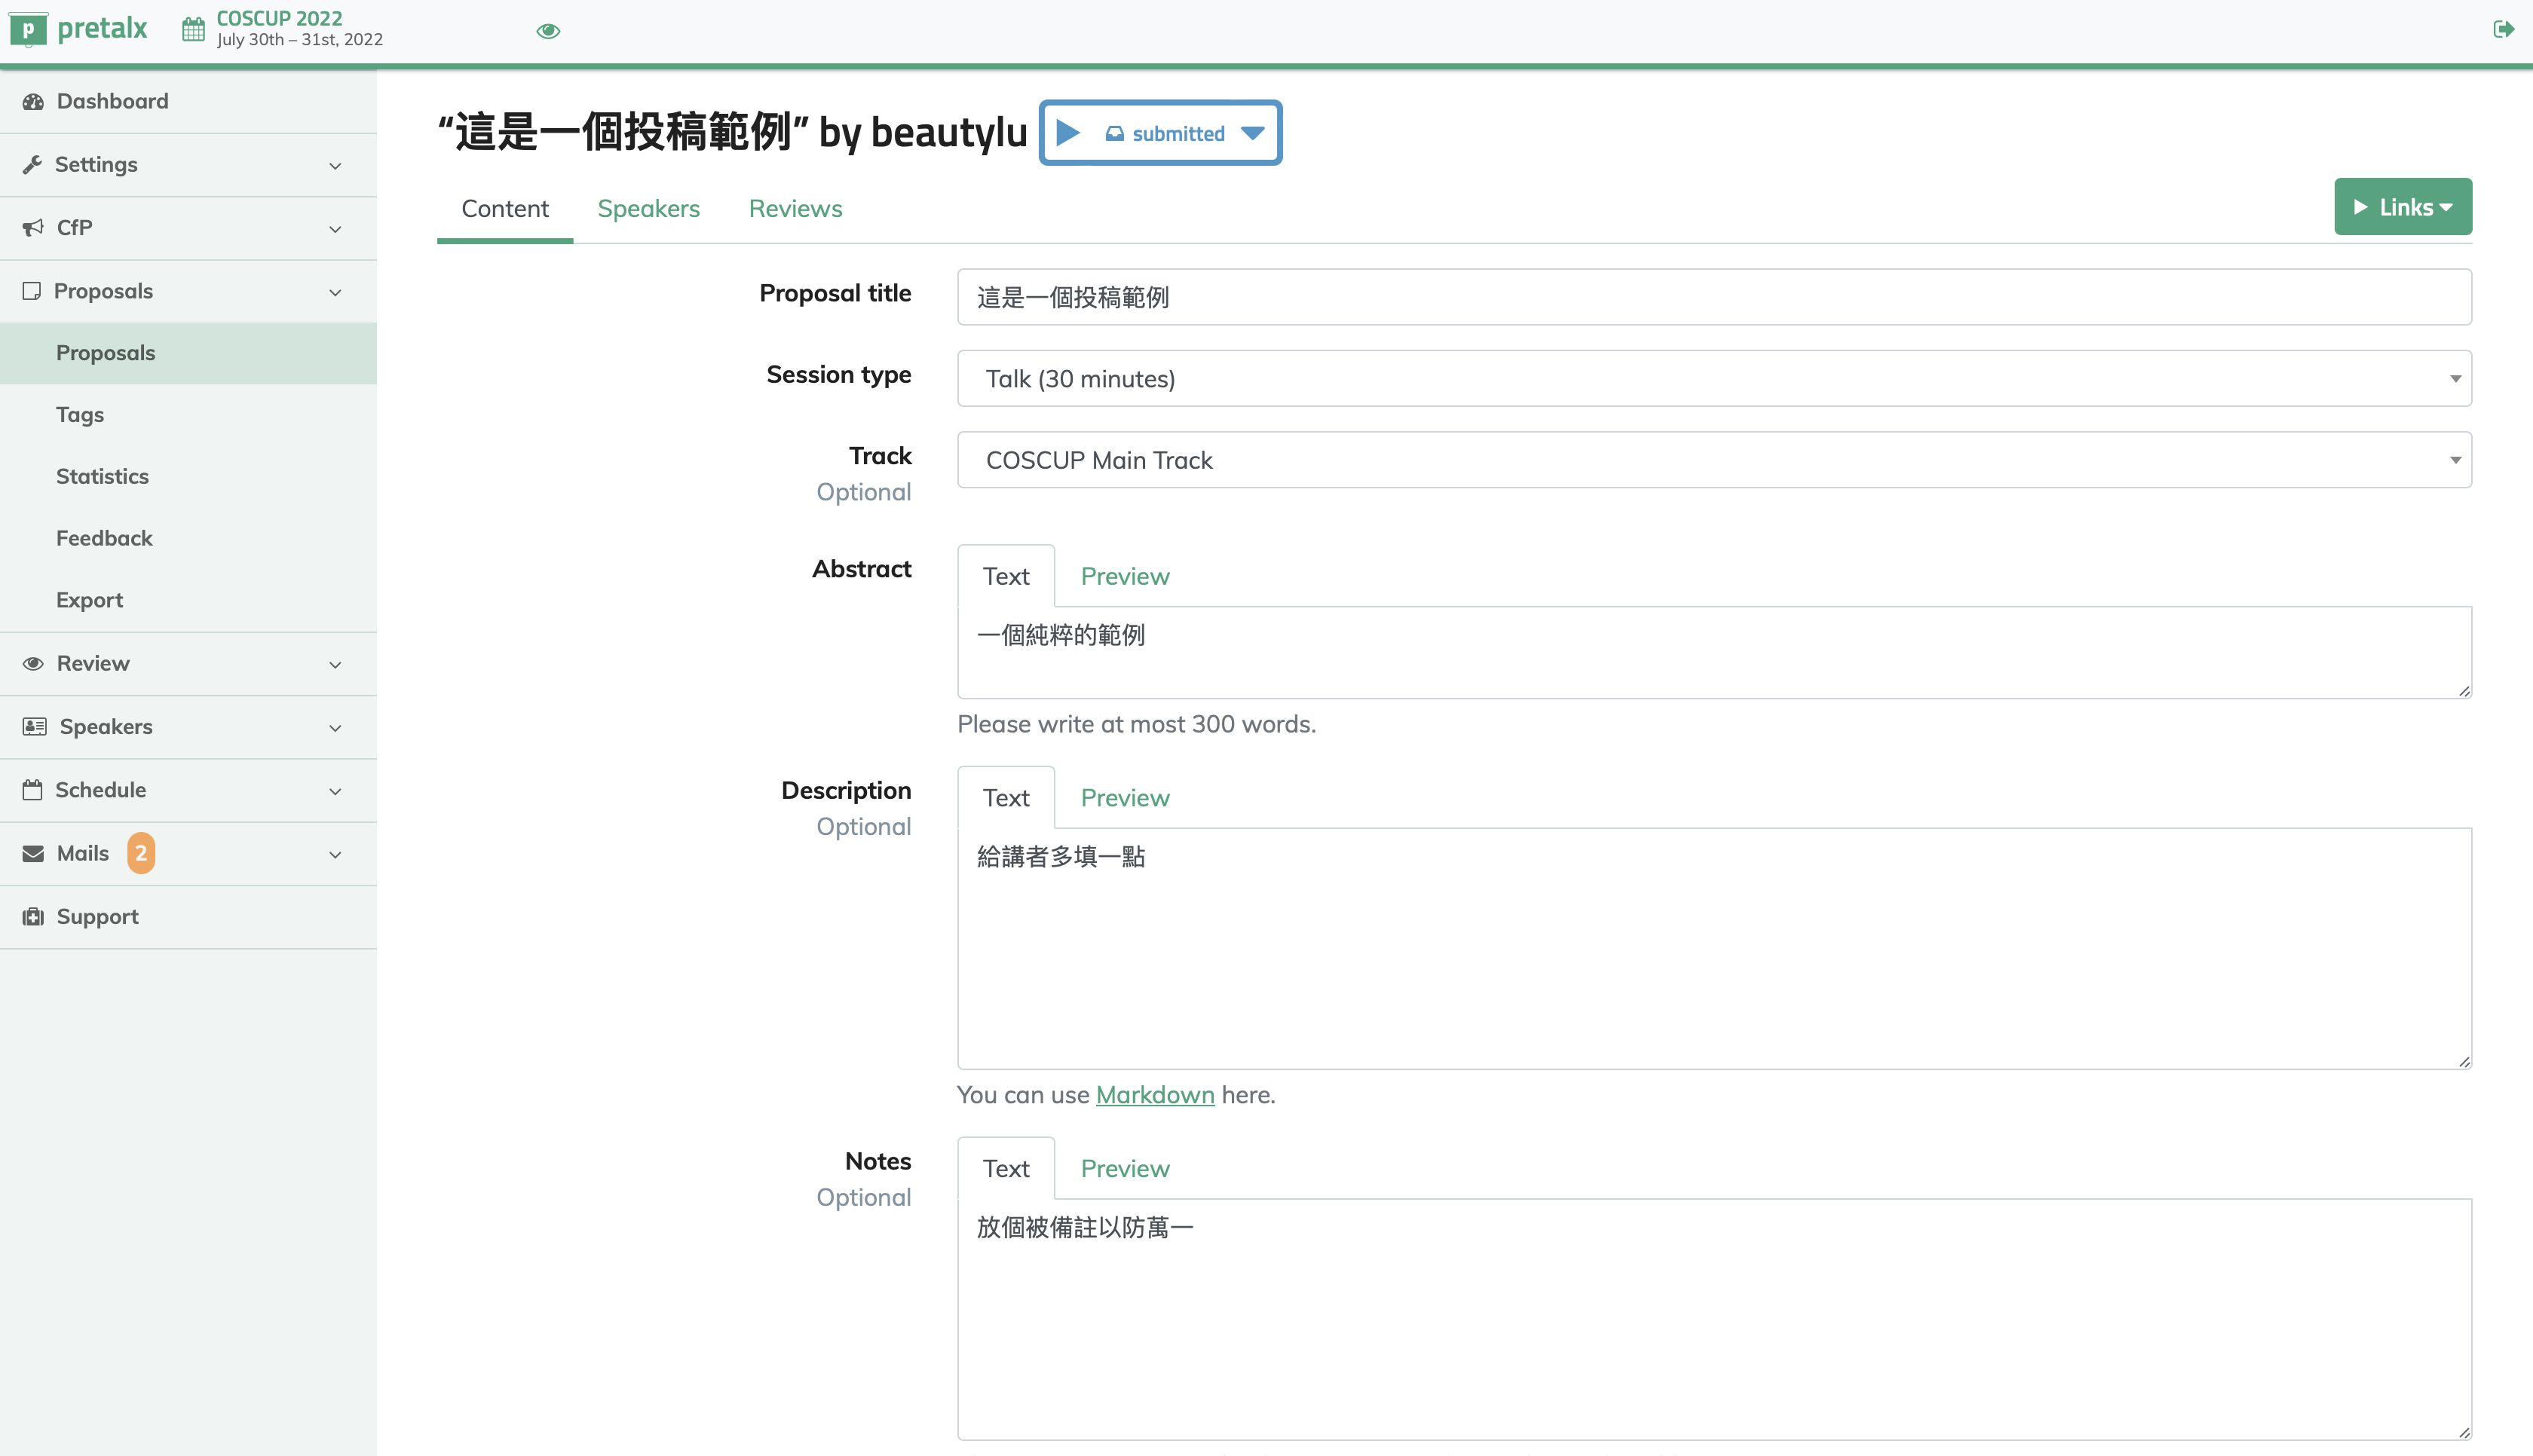 p pretalx
COSCUP 2022
July 30th – 31st, 2022
Dashboard
Settings
CfP
Proposals
Proposals
Tags
Statistics
Feedback
Export
Review
Speakers
Schedule
Mails 2
Support
“這是一個投稿範例” by beautylu submitted
Content Speakers Reviews
Links
Proposal title
這是一個投稿範例
Session type
Talk (30 minutes)
Track
Optional
COSCUP Main Track
Abstract
Text Preview
一個純粹的範例
Please write at most 300 words.
Description
Optional
Text Preview
給講者多填一點
You can use Markdown here.
Notes
Optional
Text Preview
放個被備註以防萬一